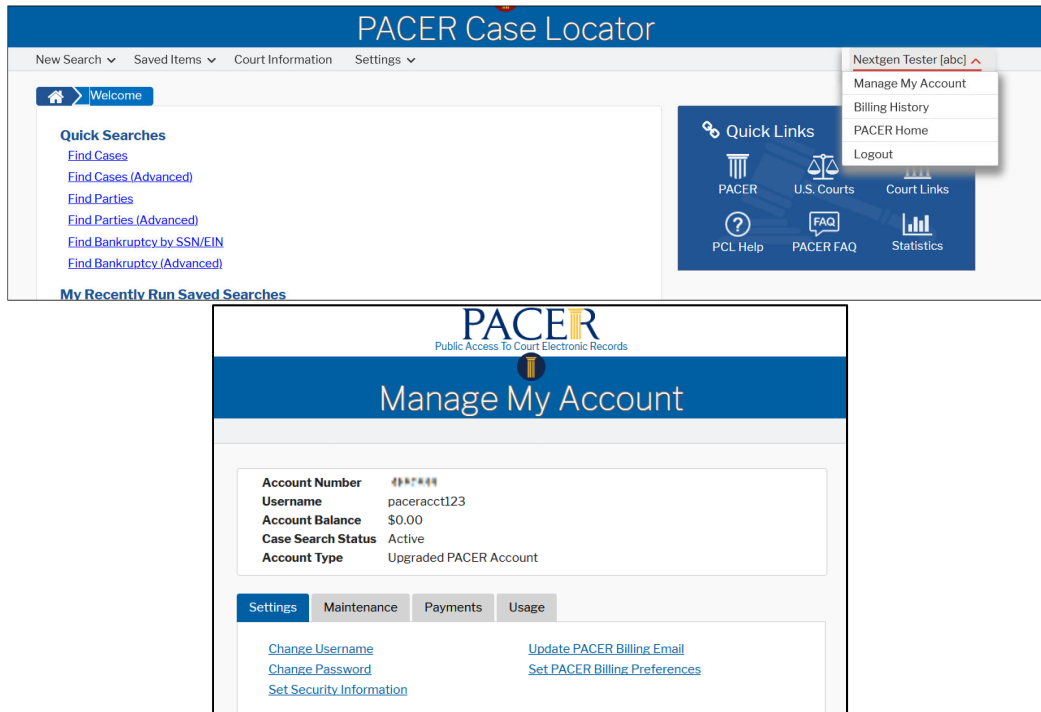 PACER Case Locator
New Search Saved Items Court Information Settings Nextgen Tester [abc]
Manage My Account
Billing History
PACER Home
Logout
Welcome
Quick Searches
Find Cases
Find Cases (Advanced)
Find Parties
Find Parties (Advanced)
Find Bankruptcy by SSN/EIN
Find Bankruptcy (Advanced)
My Recently Run Saved Searches
Quick Links
PACER U.S. Courts Court Links
FAQ
PCL Help PACER FAQ Statistics
PACER
Public Access To Court Electronic Records
Manage My Account
Account Number
Username paceracct123
Account Balance $0.00
Case Search Status Active
Account Type Upgraded PACER Account
Settings Maintenance Payments Usage
Change Username Update PACER Billing Email
Change Password Set PACER Billing Preferences
Set Security Information